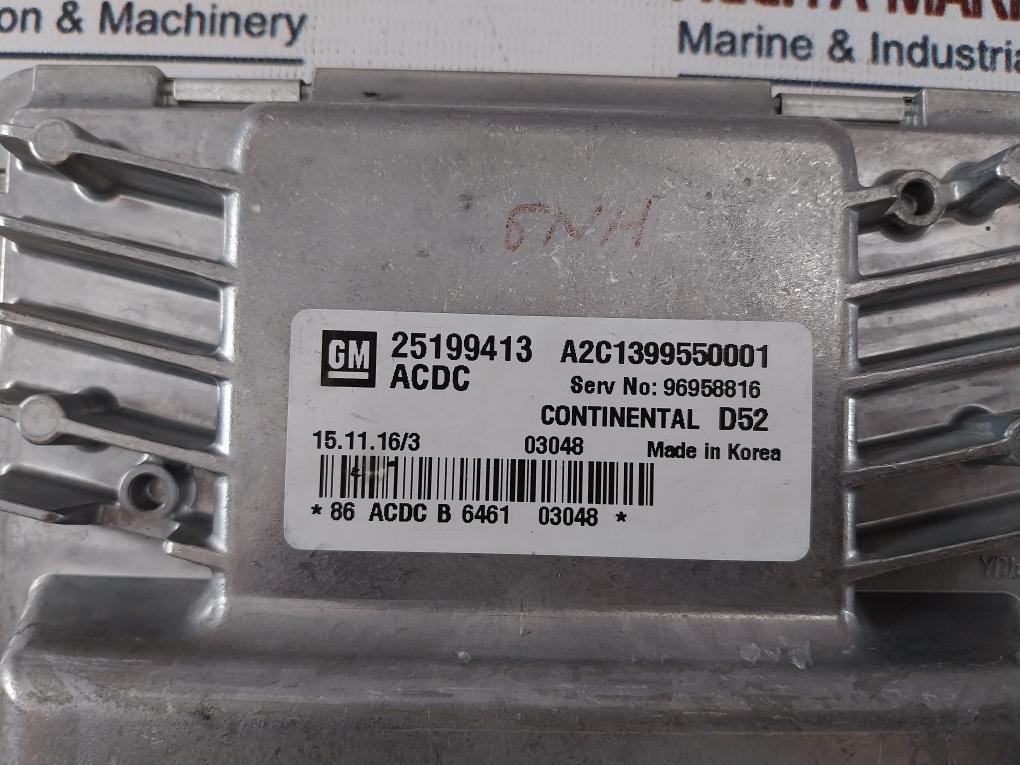 on & Machinery
Marine & Industria
GM 25199413 A2C1399550001
ACDC Serv No: 96958816
CONTINENTAL D52
15.11.16/3 03048 Made in Korea
* 86 ACDC B 6461 03048 *